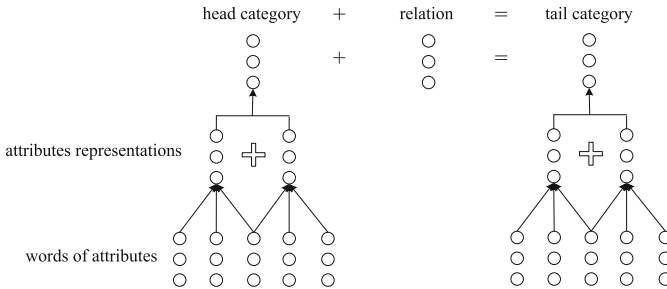 head category + relation = tail category
+ =
attributes representations
words of attributes